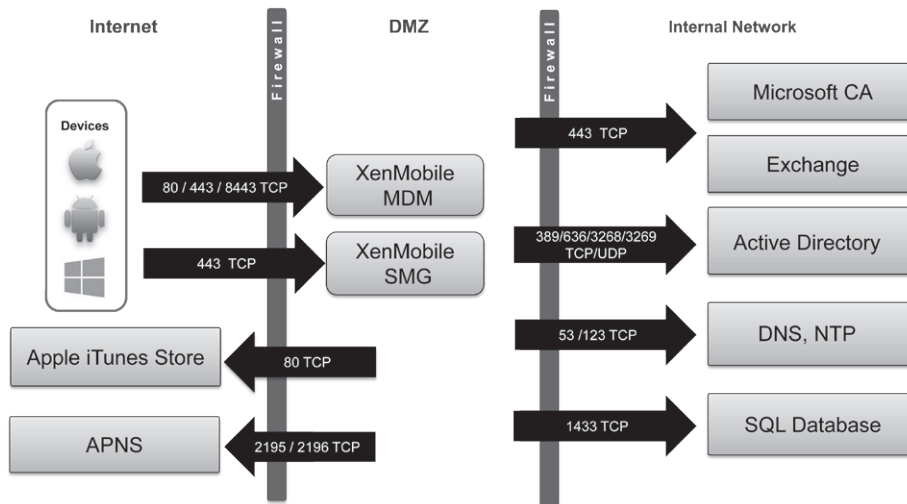 Internet
DMZ
Internal Network
Firewall
Firewall
Devices
80 / 443 / 8443 TCP
XenMobile
MDM
443 TCP
XenMobile
SMG
Apple iTunes Store
80 TCP
APNS
2195 / 2196 TCP
443 TCP
Microsoft CA
Exchange
389/636/3268/3269
TCP/UDP
Active Directory
53 /123 TCP
DNS, NTP
1433 TCP
SQL Database